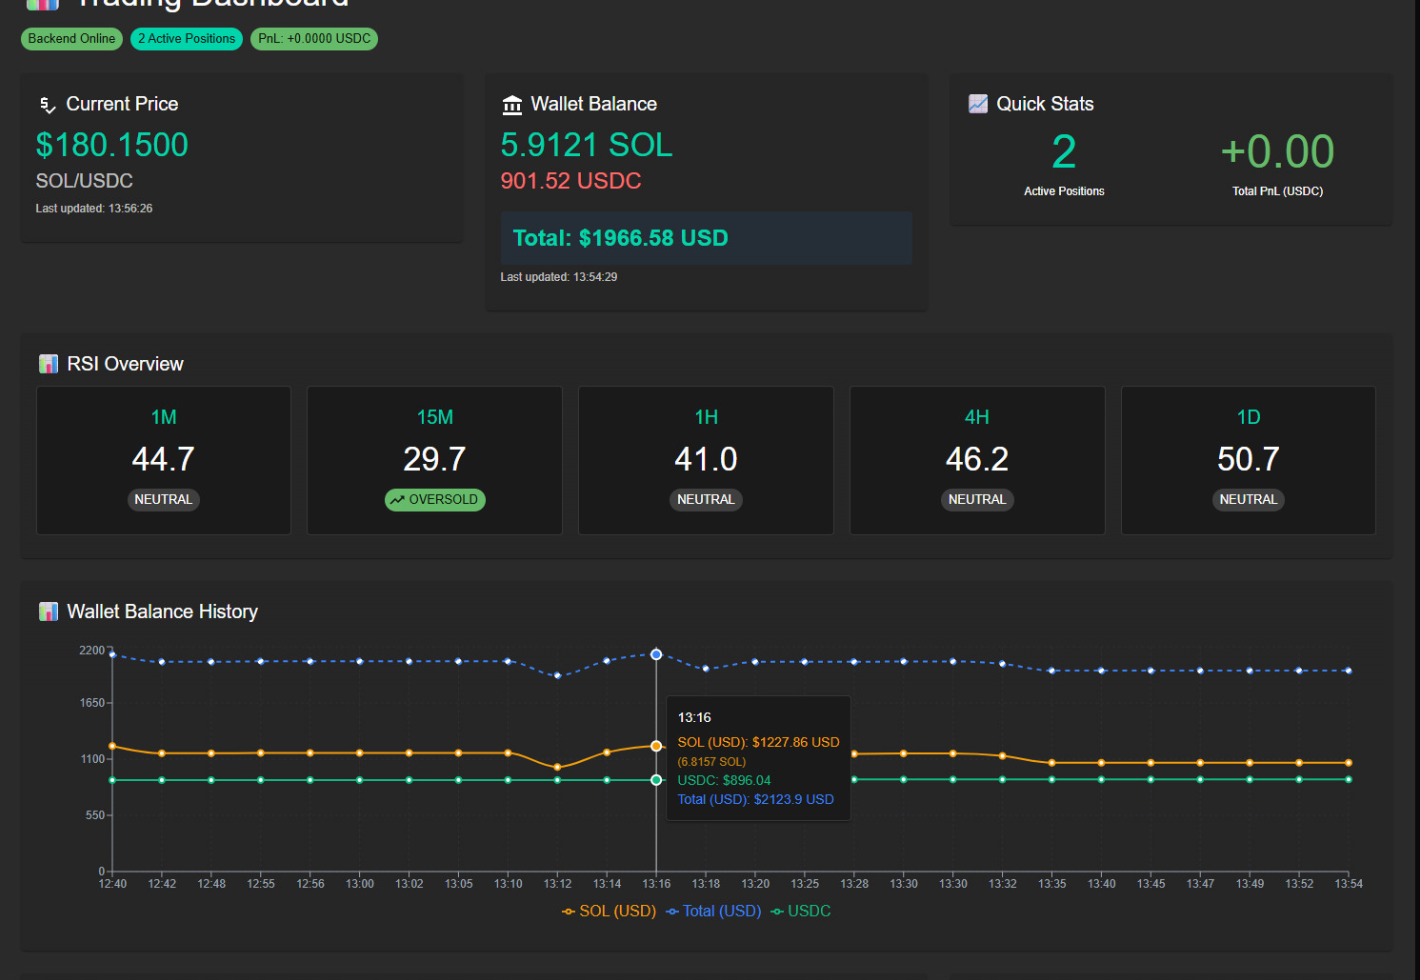 Trading Dashboard
Backend Online 2 Active Positions PnL: +0.0000 USDC
Current Price
$180.1500
SOL/USDC
Last updated: 13:56:26
Wallet Balance
5.9121 SOL
901.52 USDC
Total: $1966.58 USD
Last updated: 13:54:29
Quick Stats
2
Active Positions
+0.00
Total PnL (USDC)
RSI Overview
1M
44.7
NEUTRAL
15M
29.7
OVERSOLD
1H
41.0
NEUTRAL
4H
46.2
NEUTRAL
1D
50.7
NEUTRAL
Wallet Balance History
2200
1650
1100
550
0
13:16
SOL (USD): $1227.86 USD
(6.8157 SOL)
USDC: $896.04
Total (USD): $2123.9 USD
12:40 12:42 12:48 12:55 12:56 13:00 13:02 13:05 13:10 13:12 13:14 13:16 13:18 13:20 13:25 13:28 13:30 13:30 13:32 13:35 13:40 13:45 13:47 13:49 13:52 13:54
SOL (USD) Total (USD) USDC